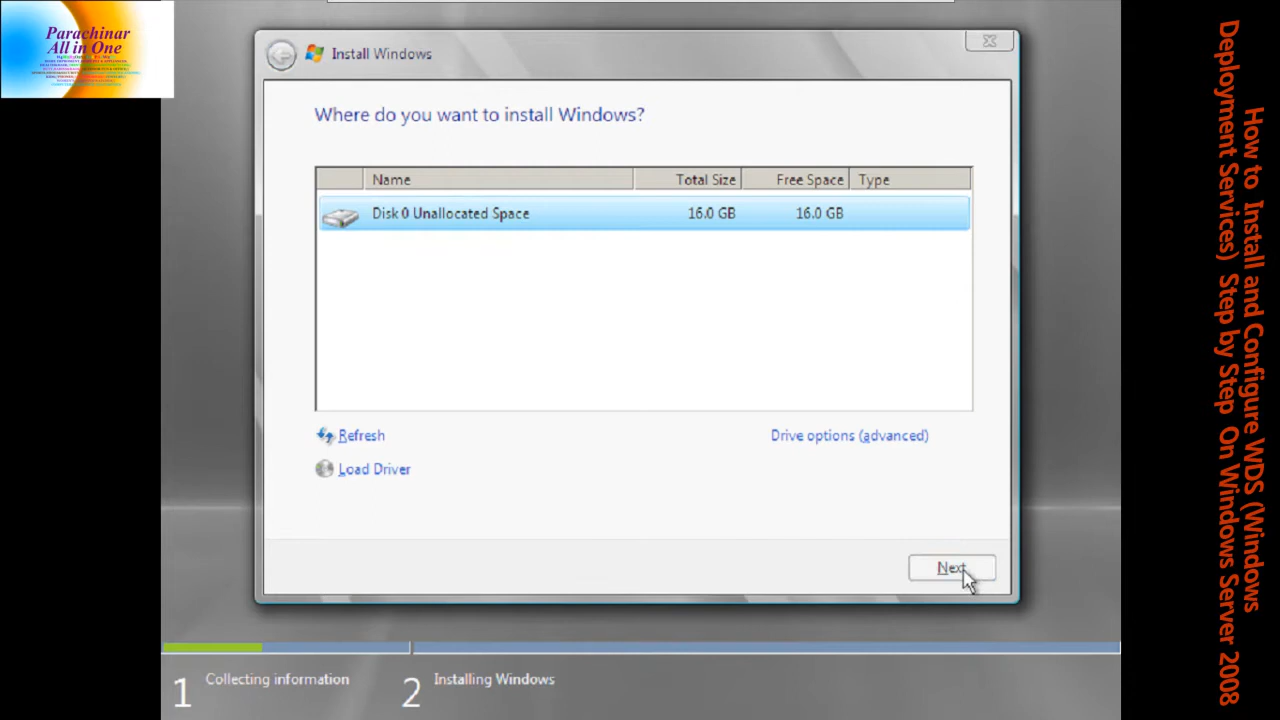 Parachinar
All in One
Install Windows
Where do you want to install Windows?
Name Total Size Free Space Type
Disk 0 Unallocated Space 16.0 GB 16.0 GB
Refresh Drive options (advanced)
Load Driver
Next
1 Collecting information 2 Installing Windows
How to Install and Configure WDS (Windows
Deployment Services) Step by Step On Windows Server 2008